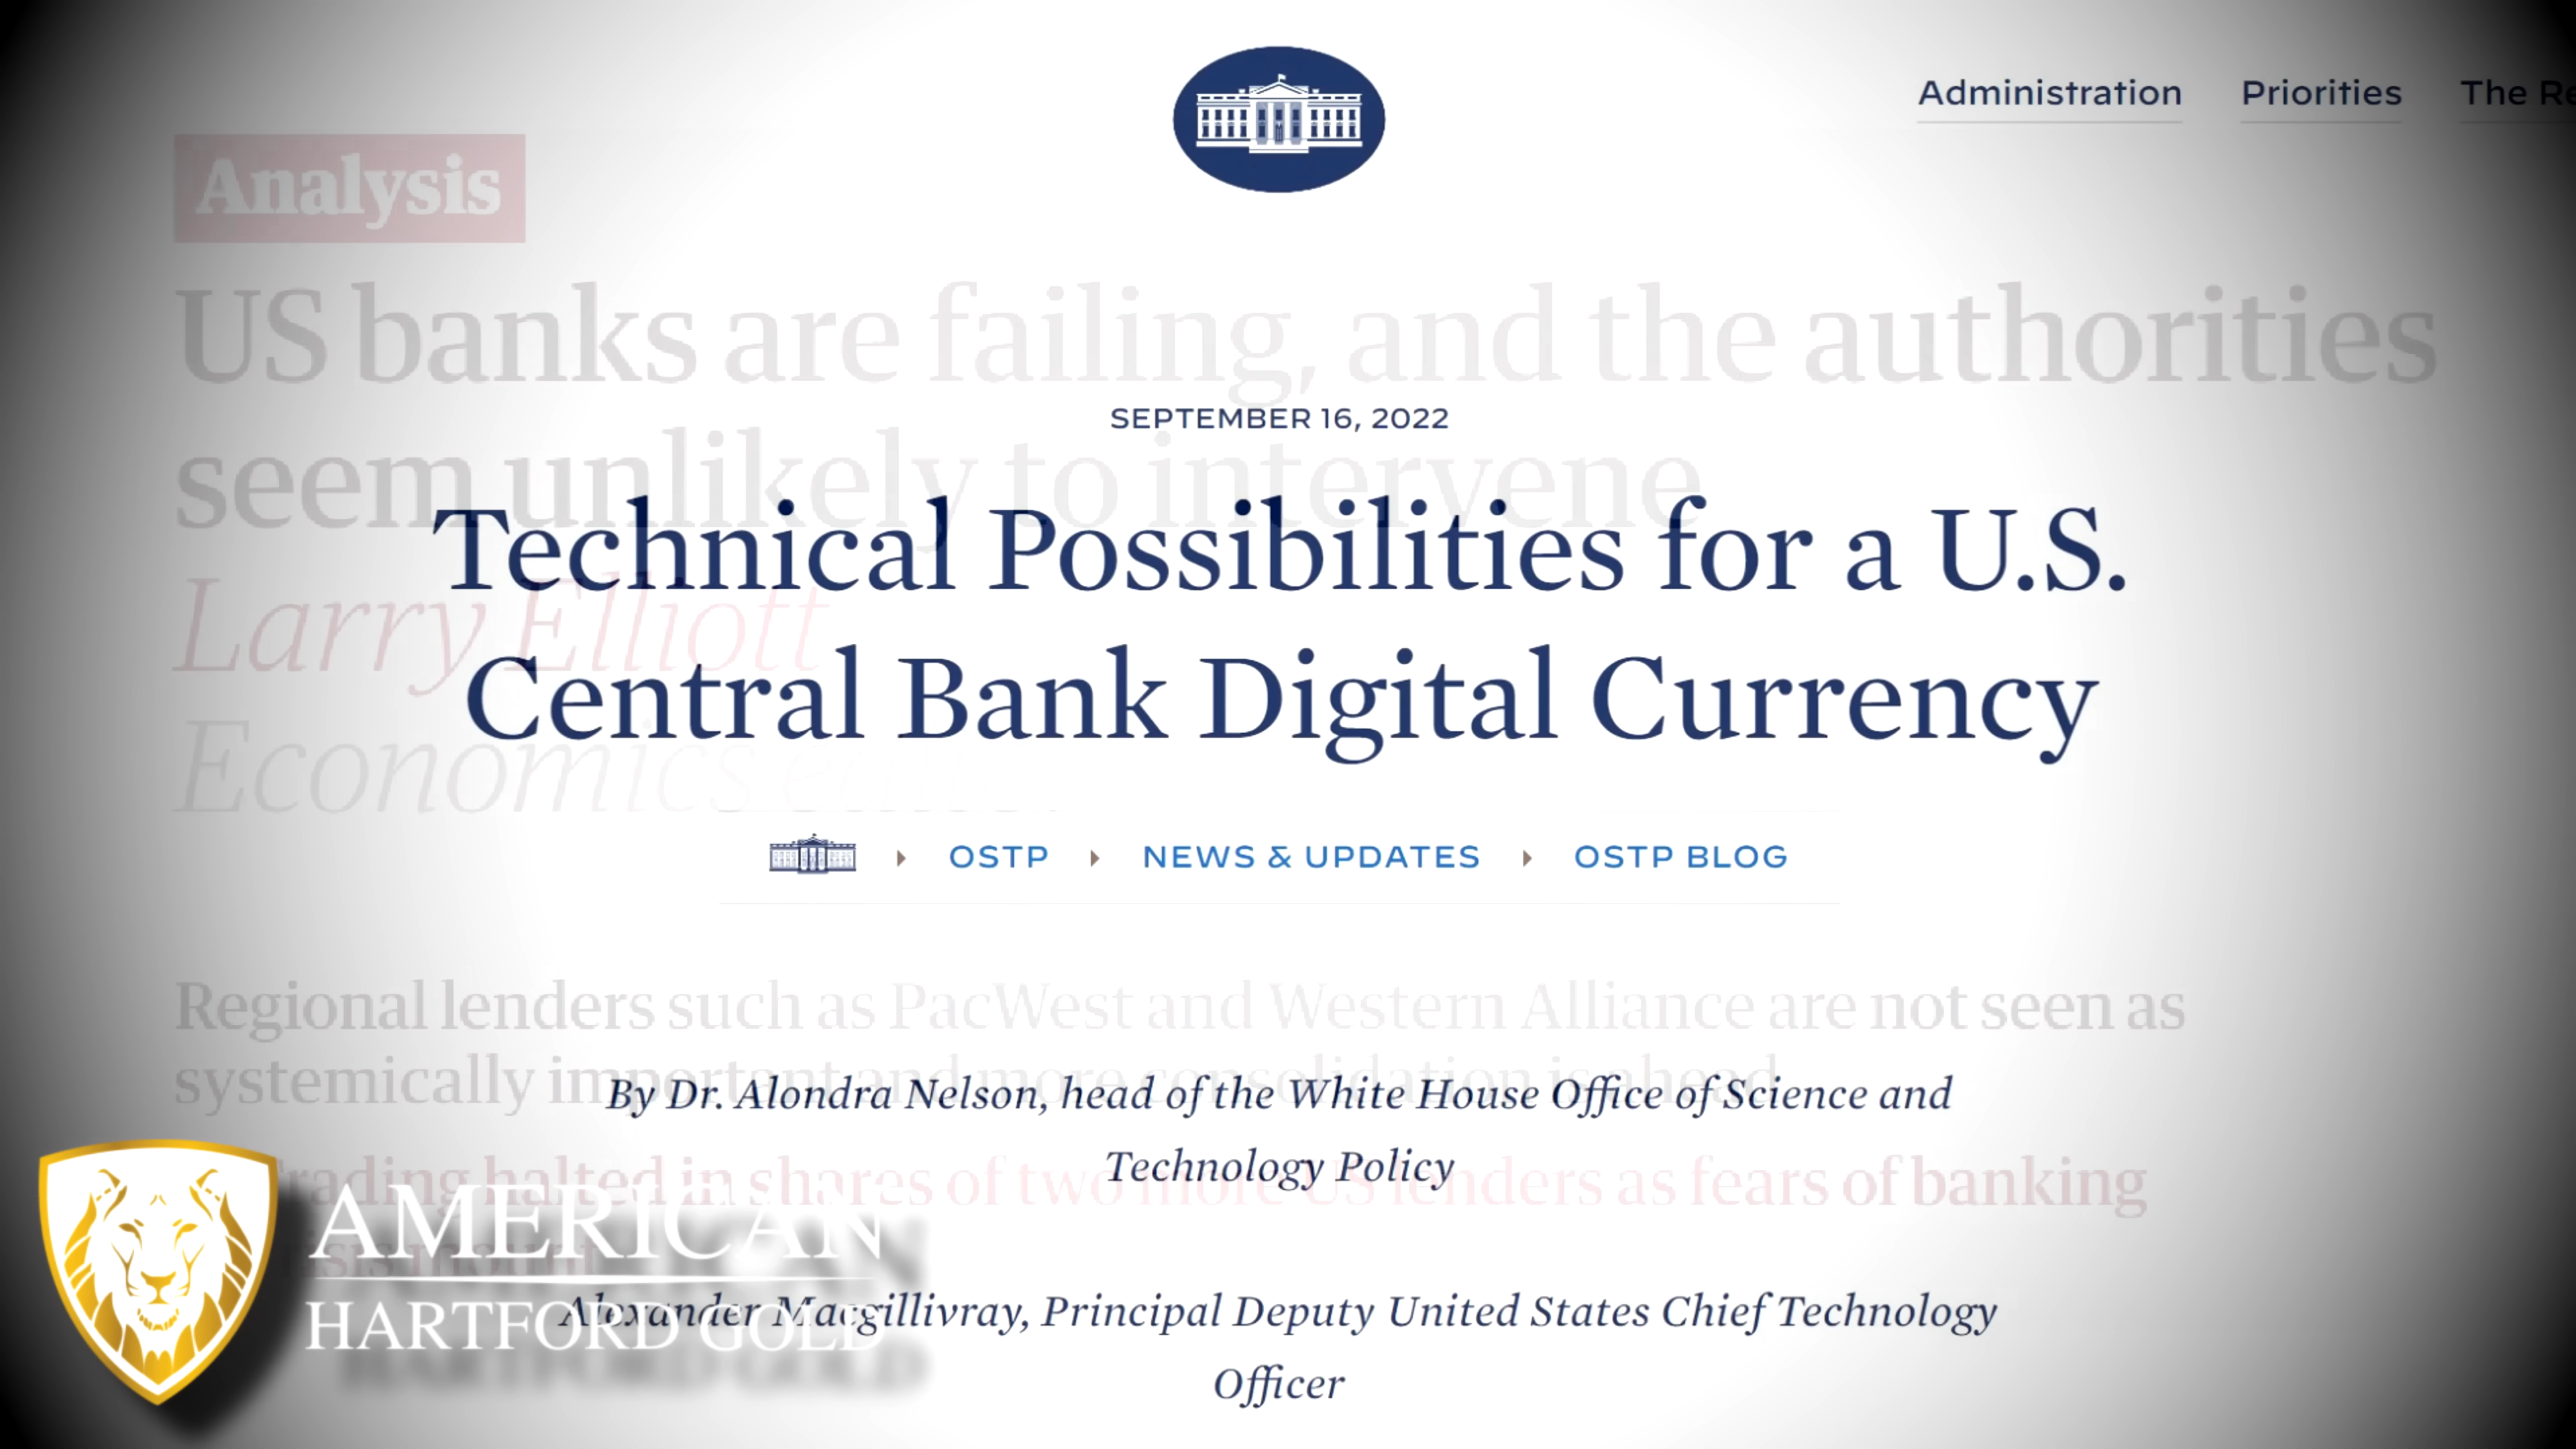 Administration Priorities The Re
Analysis
US banks are failing, and the authorities
seem unlikely to intervene
Larry Elliott
Economics
SEPTEMBER 16, 2022
Technical Possibilities for a U.S.
Central Bank Digital Currency
OSTP NEWS & UPDATES OSTP BLOG
Regional lenders such as PacWest and Western Alliance are not seen as
systemically important and more consolidation is ahead
By Dr. Alondra Nelson, head of the White House Office of Science and
Technology Policy
rading halted in shares of two more US lenders as fears of banking
Alexander Macgillivray, Principal Deputy United States Chief Technology
Officer
AMERICAN
HARTFORD GOLD